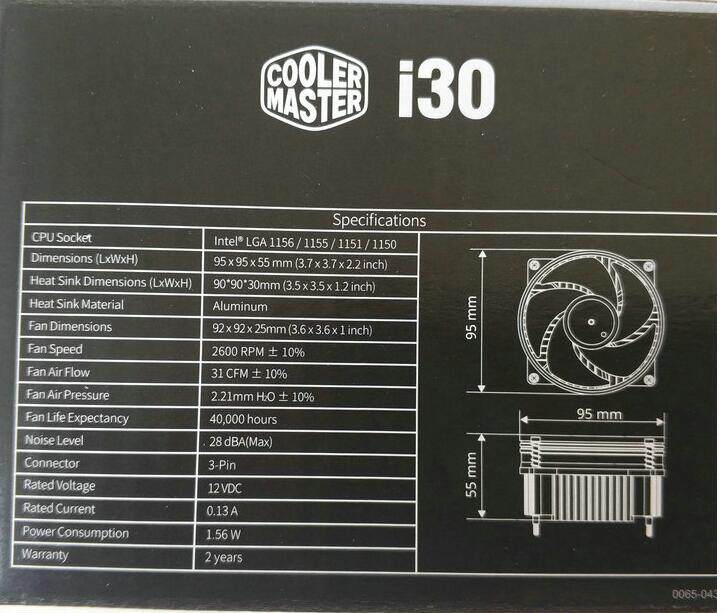 COOLER
MASTER
i30
Specifications
CPU Socket Intel® LGA 1156 / 1155 / 1151 / 1150
Dimensions (LxWxH) 95 x 95 x 55 mm (3.7 x 3.7 x 2.2 inch)
Heat Sink Dimensions (LxWxH) 90*90*30mm (3.5 x 3.5 x 1.2 inch)
Heat Sink Material Aluminum
Fan Dimensions 92 x 92 x 25mm (3.6 x 3.6 x 1 inch)
Fan Speed 2600 RPM ± 10%
Fan Air Flow 31 CFM ± 10%
Fan Air Pressure 2.21mm H₂O ± 10%
Fan Life Expectancy 40,000 hours
Noise Level 28 dBA(Max)
Connector 3-Pin
Rated Voltage 12 VDC
Rated Current 0.13 A
Power Consumption 1.56 W
Warranty 2 years
95 mm
95 mm
55 mm